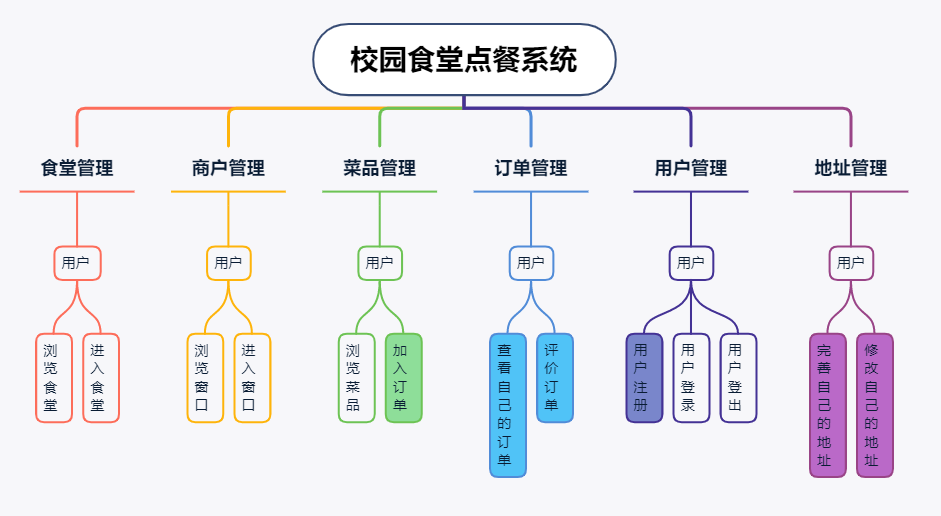 校园食堂点餐系统
食堂管理
商户管理
菜品管理
订单管理
用户管理
地址管理
用户
用户
用户
用户
用户
用户
浏览食堂
进入食堂
浏览窗口
进入窗口
浏览菜品
加入订单
查看自己的订单
评价订单
用户注册
用户登录
用户登出
完善自己的地址
修改自己的地址